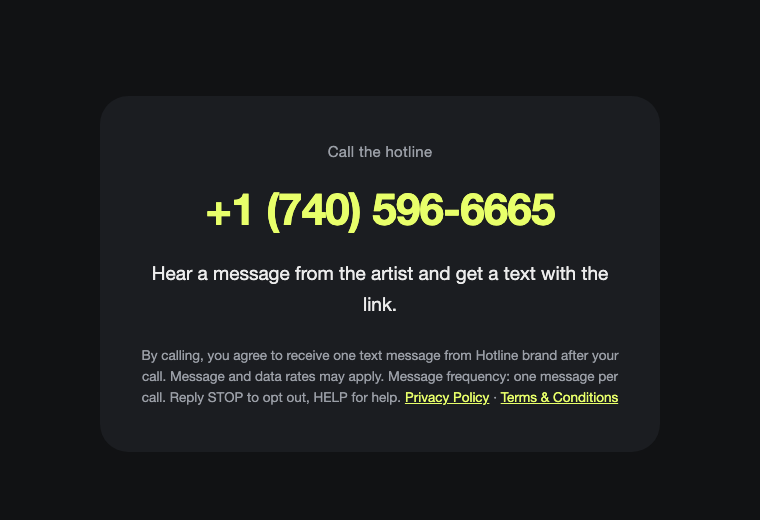 Call the hotline
+1 (740) 596-6665
Hear a message from the artist and get a text with the
link.
By calling, you agree to receive one text message from Hotline brand after your
call. Message and data rates may apply. Message frequency: one message per
call. Reply STOP to opt out, HELP for help. Privacy Policy · Terms & Conditions